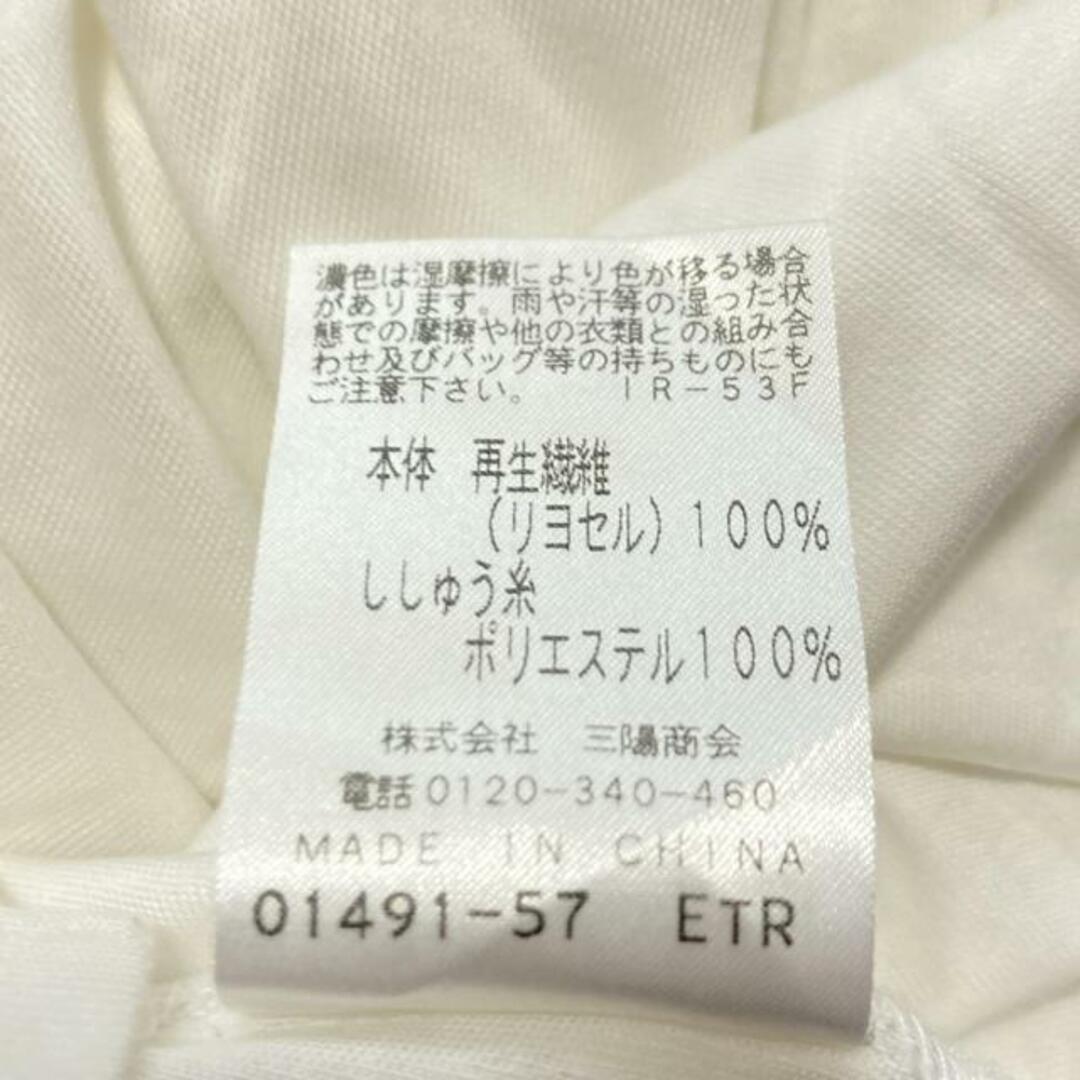 濃色は湿摩擦により色が移る場合
があります。雨や汗等の湿った状
態での摩擦や他の衣類との組み合
わせ及びバッグ等の持ちものにも
ご注意下さい。　ＩＲ－５３Ｆ
本体　再生繊維
（リヨセル）１００％
ししゅう糸
ポリエステル１００％
株式会社　三陽商会
電話0120-340-460
MADE IN CHINA
01491-57 ETR